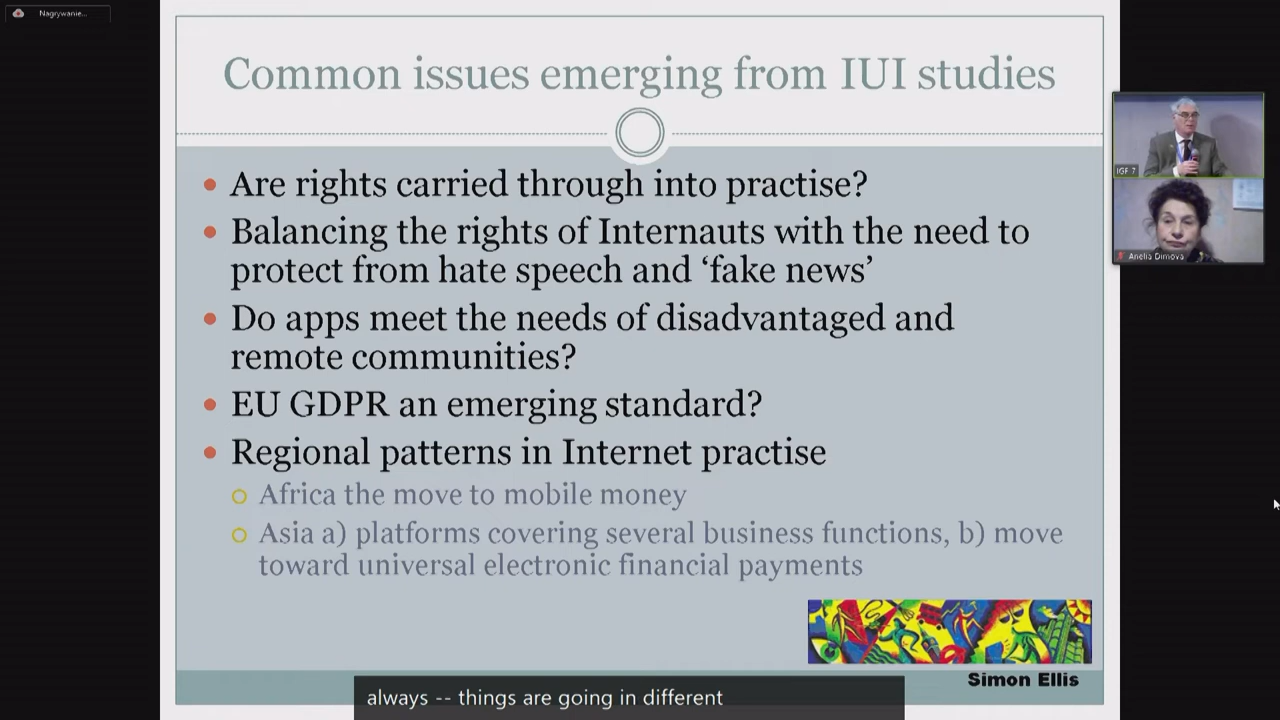 Nagrywanie...
Common issues emerging from IUI studies
Are rights carried through into practise?
Balancing the rights of Internauts with the need to
protect from hate speech and ‘fake news’
Do apps meet the needs of disadvantaged and
remote communities?
EU GDPR an emerging standard?
Regional patterns in Internet practise
Africa the move to mobile money
Asia a) platforms covering several business functions, b) move
toward universal electronic financial payments
Simon Ellis
always -- things are going in different
IGF 7
Anelia Dimova